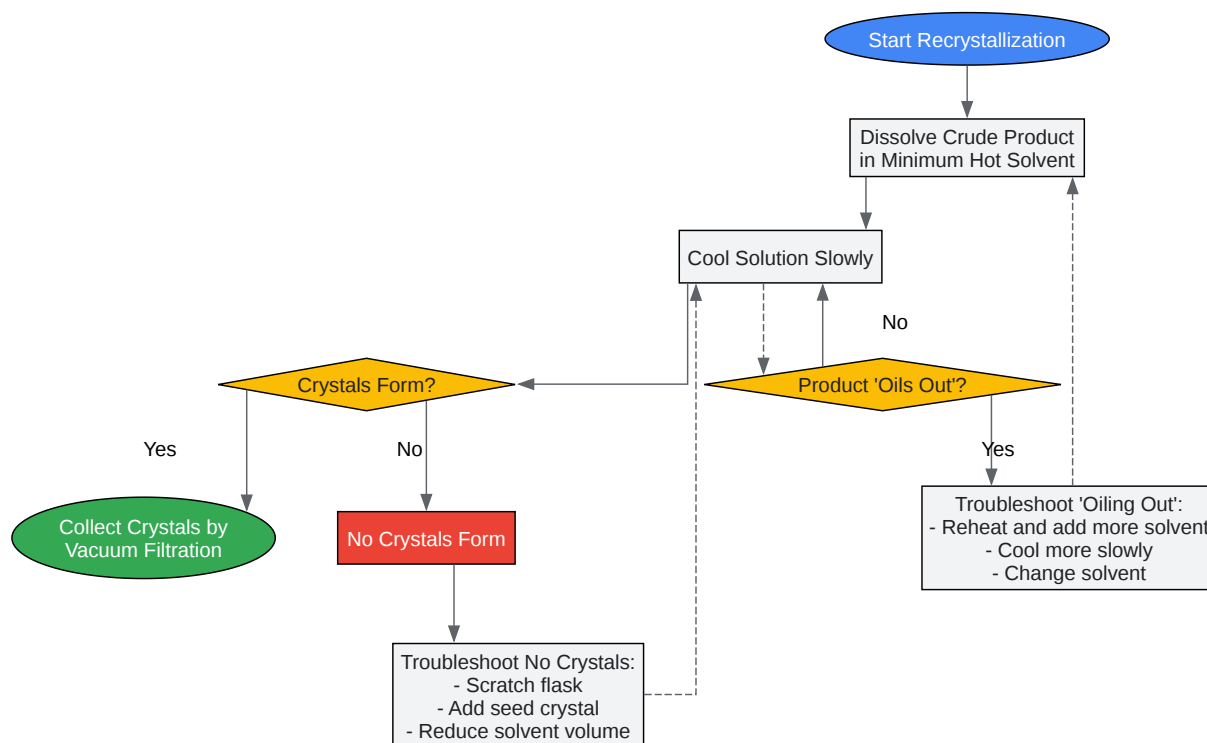 Start Recrystallization
Dissolve Crude Product
in Minimum Hot Solvent
Cool Solution Slowly
No
Crystals Form?
Product 'Oils Out'?
Yes
No
Yes
Collect Crystals by
Vacuum Filtration
No Crystals Form
Troubleshoot 'Oiling Out':
- Reheat and add more solvent
- Cool more slowly
- Change solvent
Troubleshoot No Crystals:
- Scratch flask
- Add seed crystal
- Reduce solvent volume